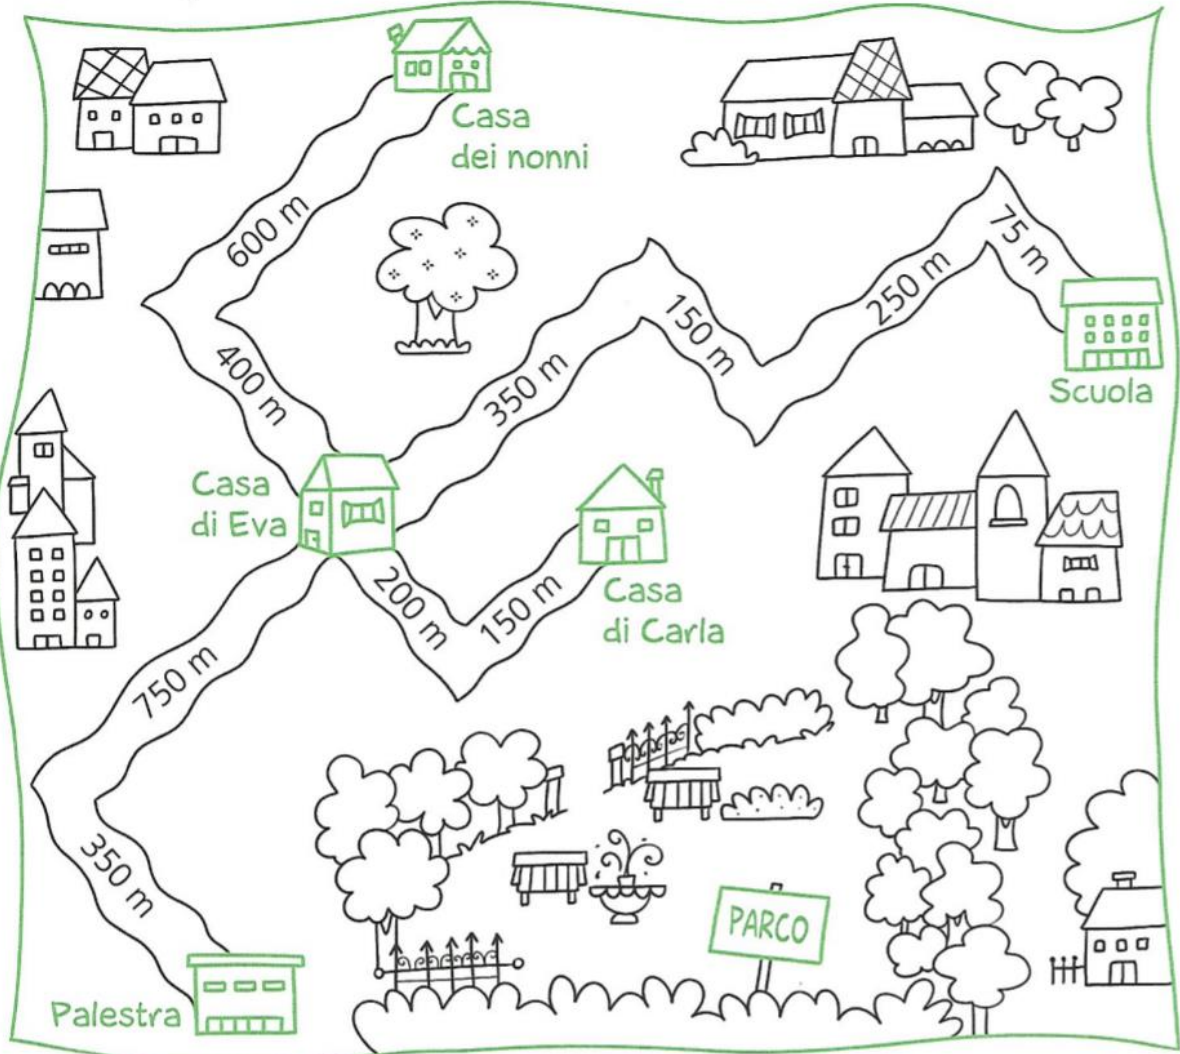 Casa
dei nonni
600 m
75 m
250 m
150 m
400 m
350 m
Scuola
Casa
di Eva
200 m
150 m
Casa
di Carla
750 m
350 m
PARCO
Palestra